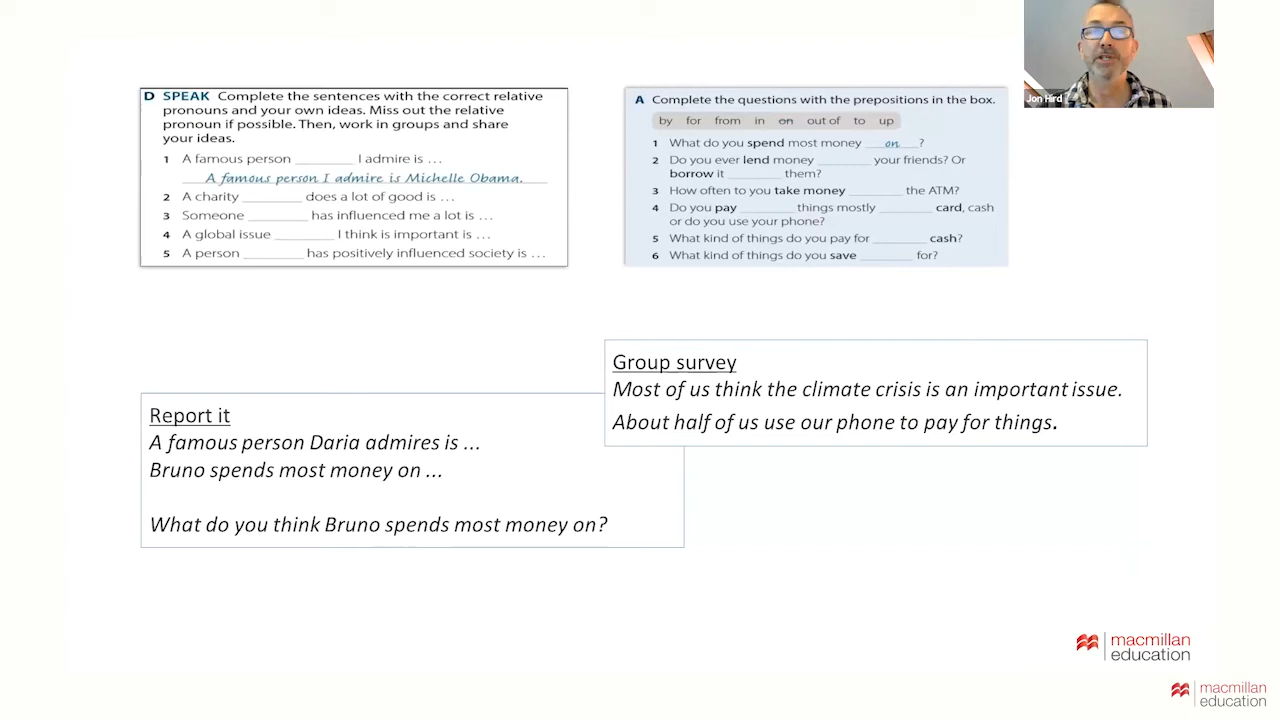 Jon Hird
D SPEAK Complete the sentences with the correct relative
pronouns and your own ideas. Miss out the relative
pronoun if possible. Then, work in groups and share
your ideas.
1 A famous person ________ I admire is …
A famous person I admire is Michelle Obama.
2 A charity ________ does a lot of good is …
3 Someone ________ has influenced me a lot is …
4 A global issue ________ I think is important is …
5 A person ________ has positively influenced society is …
A Complete the questions with the prepositions in the box.
by for from in on out of to up
1 What do you spend most money on ?
2 Do you ever lend money ________ your friends? Or
borrow it ________ them?
3 How often to you take money ________ the ATM?
4 Do you pay ________ things mostly ________ card, cash
or do you use your phone?
5 What kind of things do you pay for ________ cash?
6 What kind of things do you save ________ for?
Group survey
Most of us think the climate crisis is an important issue.
About half of us use our phone to pay for things.
Report it
A famous person Daria admires is …
Bruno spends most money on …
What do you think Bruno spends most money on?
macmillan
education
macmillan
education